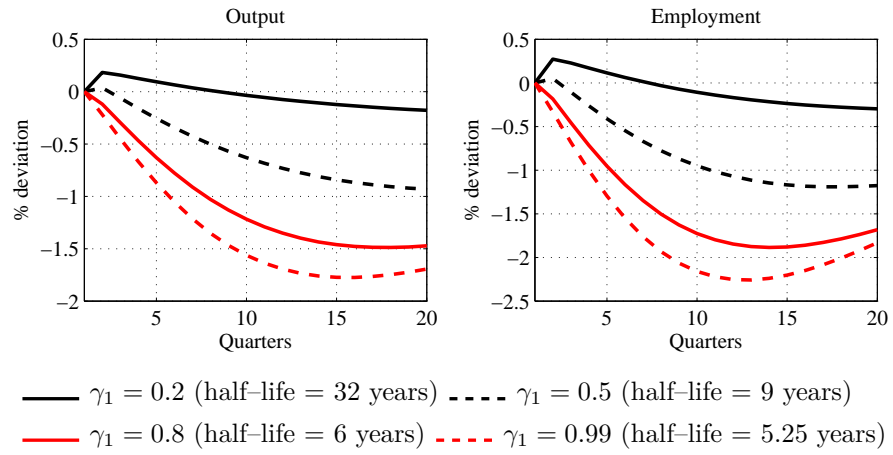 Output
Employment
% deviation
0.5
0
−0.5
−1
−1.5
−2
5
10
15
20
Quarters
% deviation
0.5
0
−0.5
−1
−1.5
−2
−2.5
5
10
15
20
Quarters
γ₁ = 0.2 (half–life = 32 years)
γ₁ = 0.5 (half–life = 9 years)
γ₁ = 0.8 (half–life = 6 years)
γ₁ = 0.99 (half–life = 5.25 years)